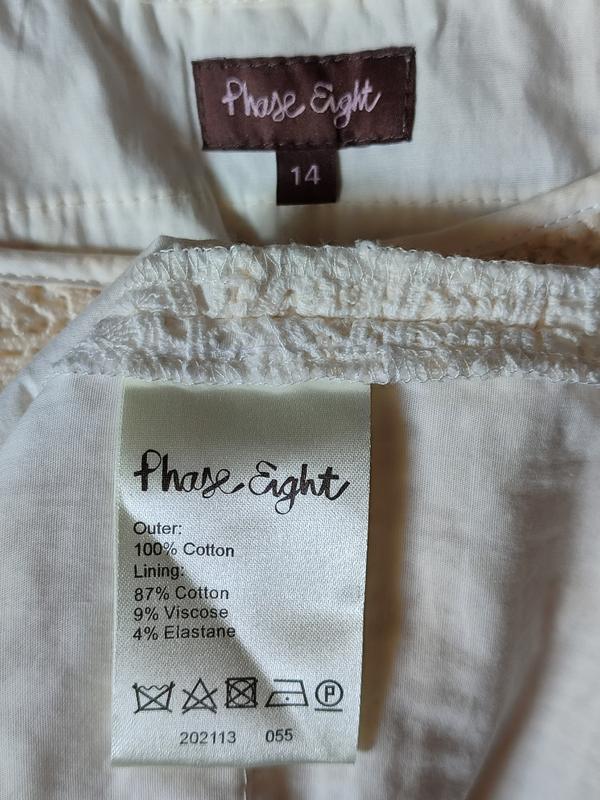 Phase Eight
14
Phase Eight
Outer:
100% Cotton
Lining:
87% Cotton
9% Viscose
4% Elastane
P
202113 055